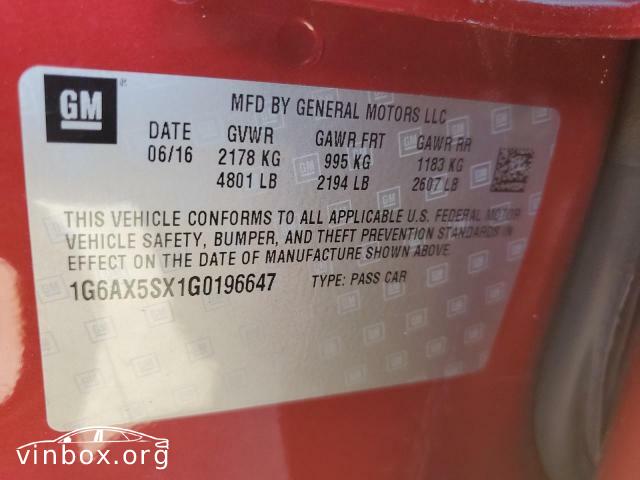 GM
MFD BY GENERAL MOTORS LLC
DATE GVWR GAWR FRT GAWR RR
06/16 2178 KG 995 KG 1183 KG
4801 LB 2194 LB 2607 LB
THIS VEHICLE CONFORMS TO ALL APPLICABLE U.S. FEDERAL MOTOR
VEHICLE SAFETY, BUMPER, AND THEFT PREVENTION STANDARDS IN
EFFECT ON THE DATE OF MANUFACTURE SHOWN ABOVE.
1G6AX5SX1G0196647 TYPE: PASS CAR
vinbox.org